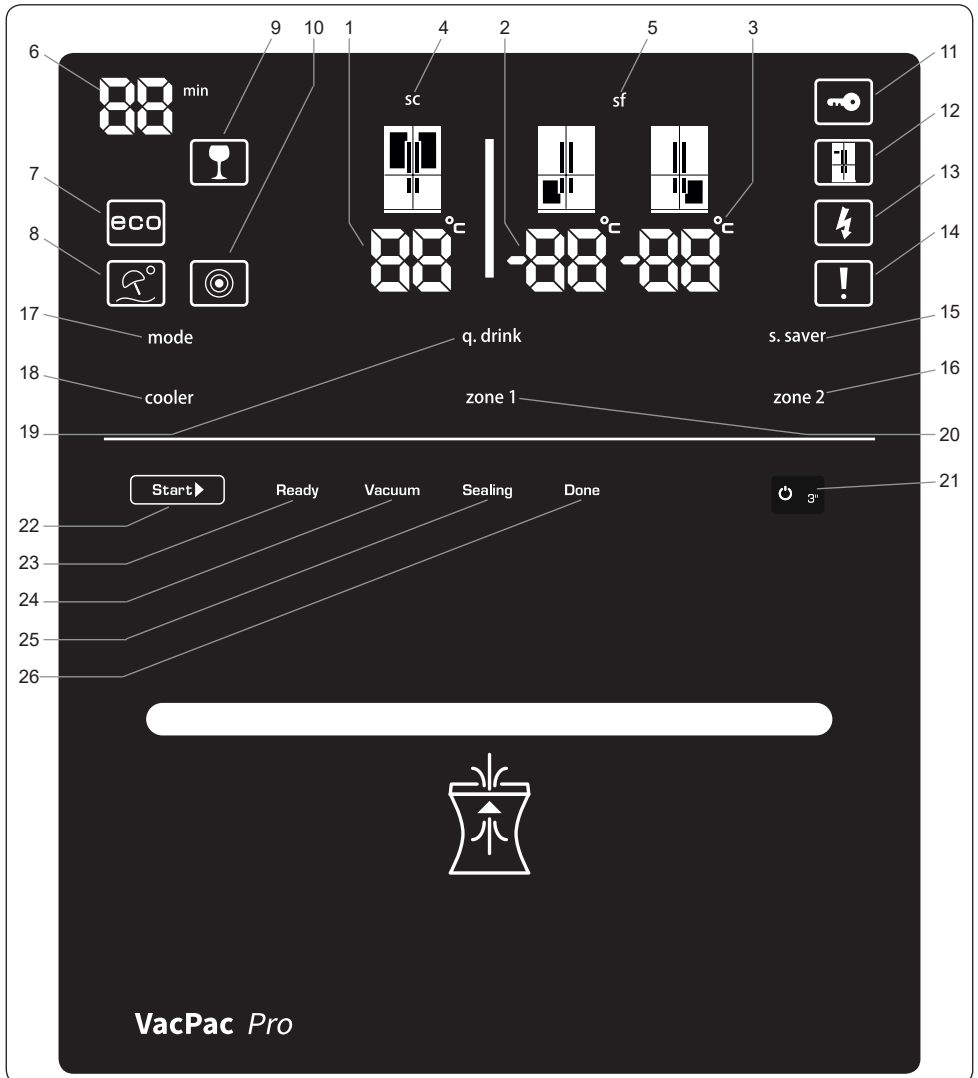 9 10 1 4 2 5 3
6 11
88 min sc sf
12
7 13
eco 88 °c -88 °c -88 °c
8 14
!
17 mode q. drink s. saver 15
18 cooler zone 1 zone 2 16
19 20
Start Ready Vacuum Sealing Done 3" 21
22
23
24
25
26
VacPac Pro